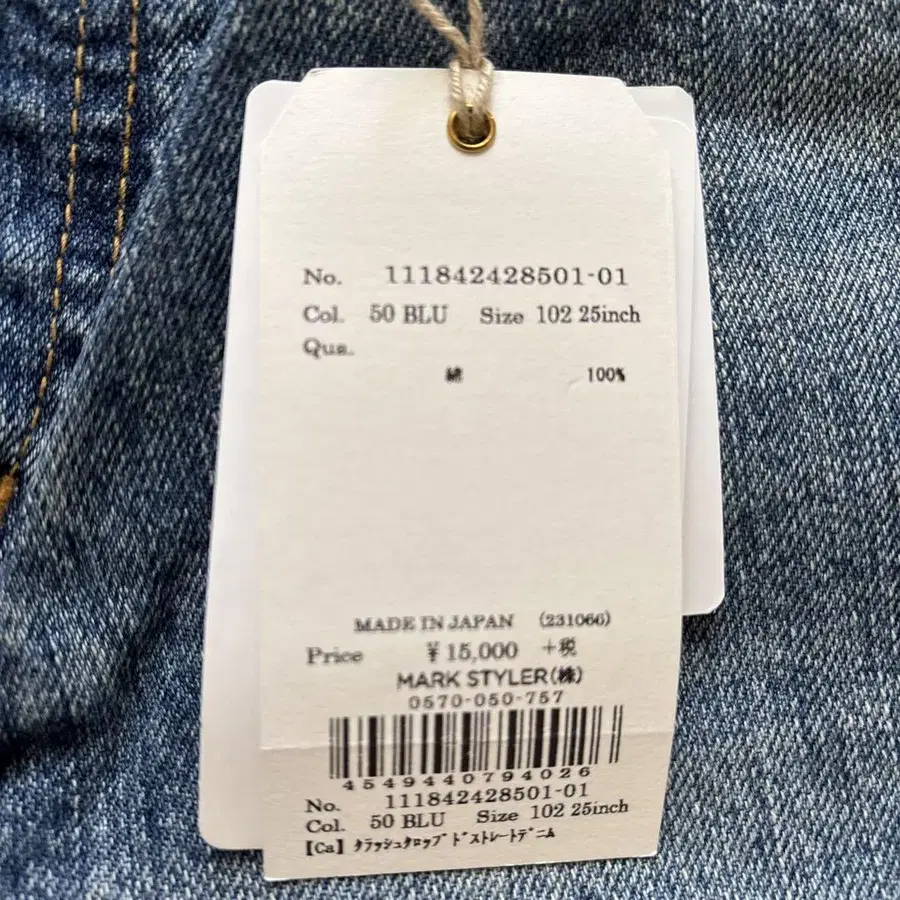 No. 111842428501-01
Col. 50 BLU Size 102 25inch
Qua.
綿 100%
MADE IN JAPAN (231066)
Price ¥15,000 +税
MARK STYLER(株)
0570-050-757
4549440794026
No. 111842428501-01
Col. 50 BLU Size 102 25inch
【Ca】クラッシュクロップドストレートデニム